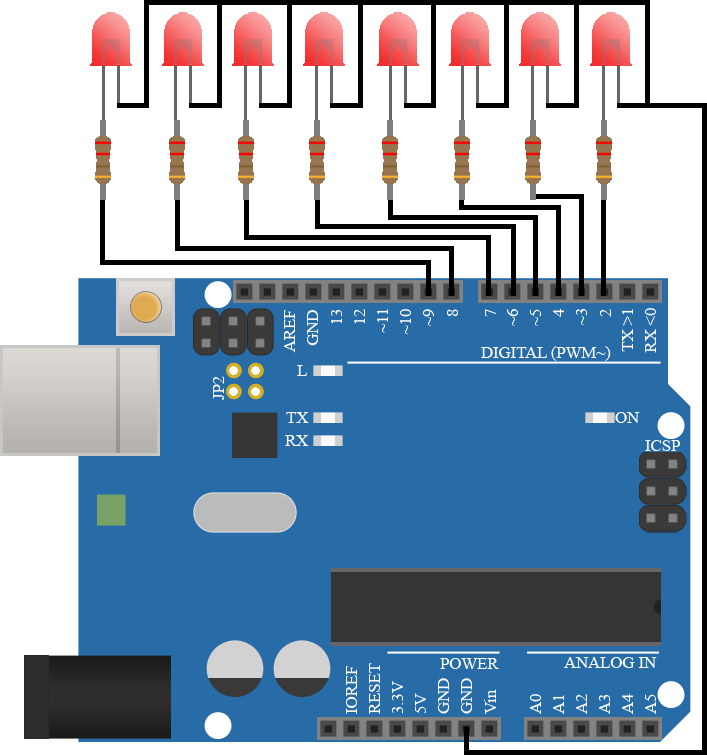 AREF
GND
13
12
~11
~10
~9
8
7
~6
~5
4
~3
2
TX >1
RX <0
DIGITAL (PWM~)
L
JP2
TX
RX
ON
ICSP
POWER
ANALOG IN
IOREF
RESET
3.3V
5V
GND
GND
Vin
A0
A1
A2
A3
A4
A5